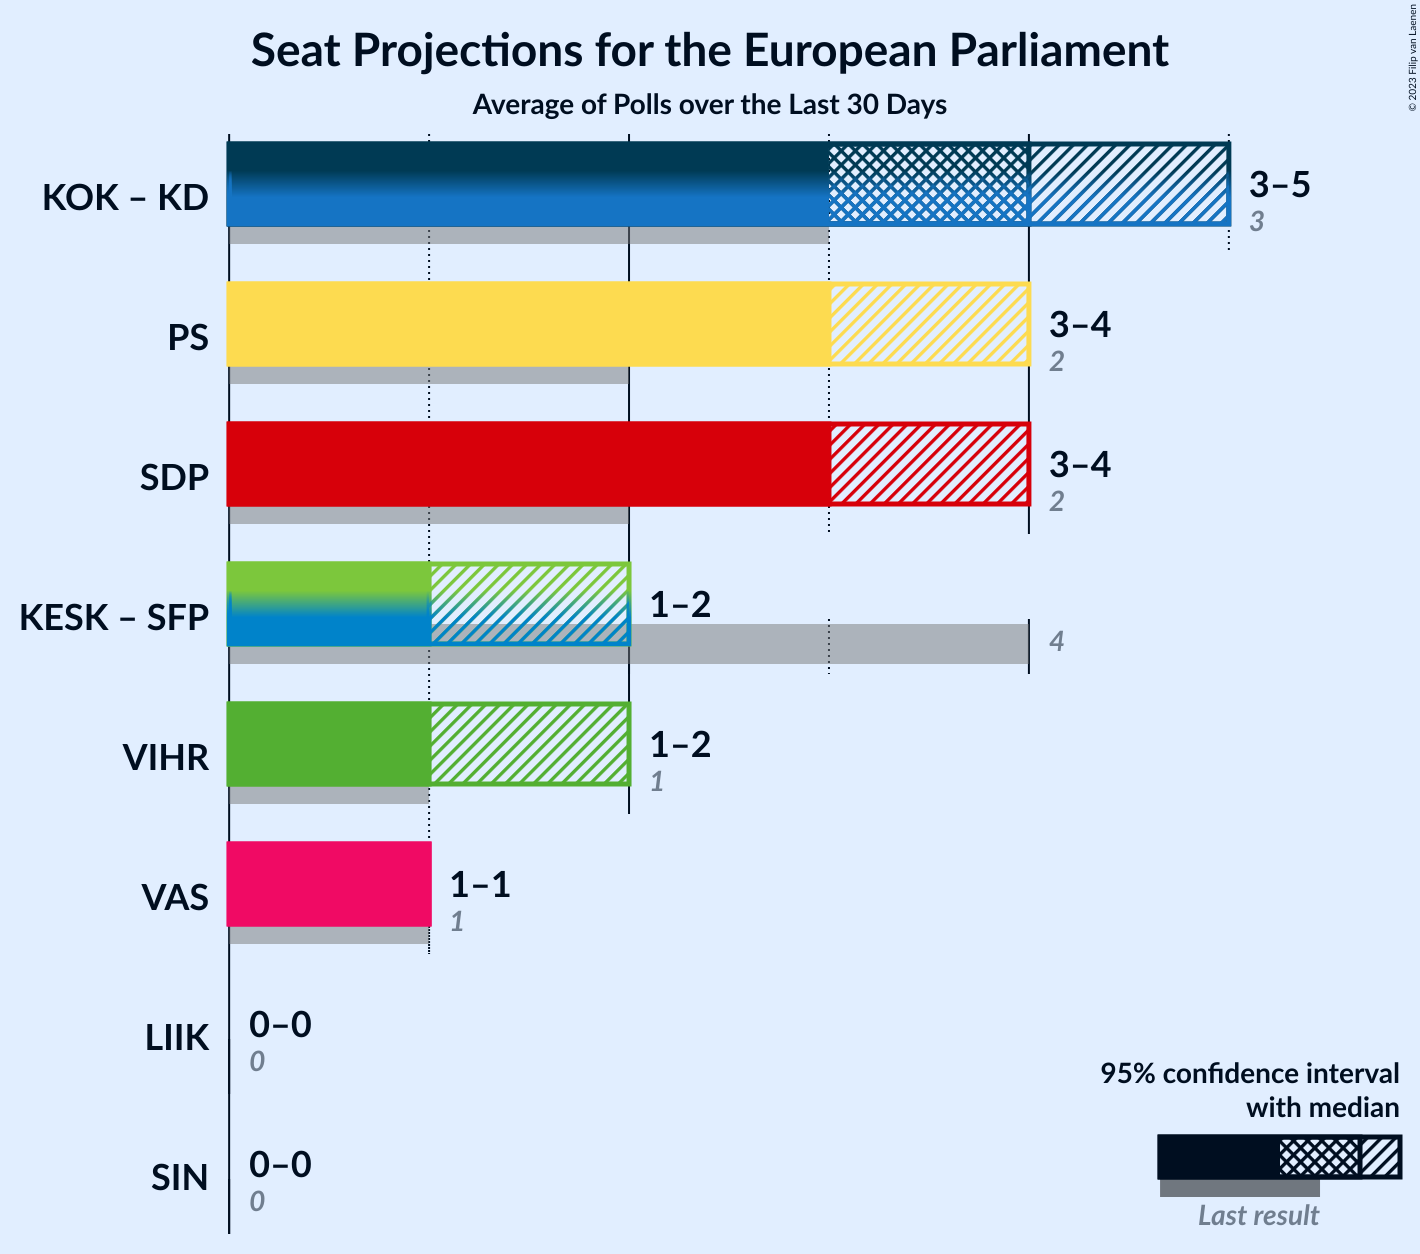 Seat Projections for the European Parliament
Average of Polls over the Last 30 Days
© 2023 Filip van Laenen
KOK – KD
3–5
3
PS
3–4
2
SDP
3–4
2
KESK – SFP
1–2
4
VIHR
1–2
1
VAS
1–1
1
LIIK
0–0
0
SIN
0–0
0
95% confidence interval
with median
Last result